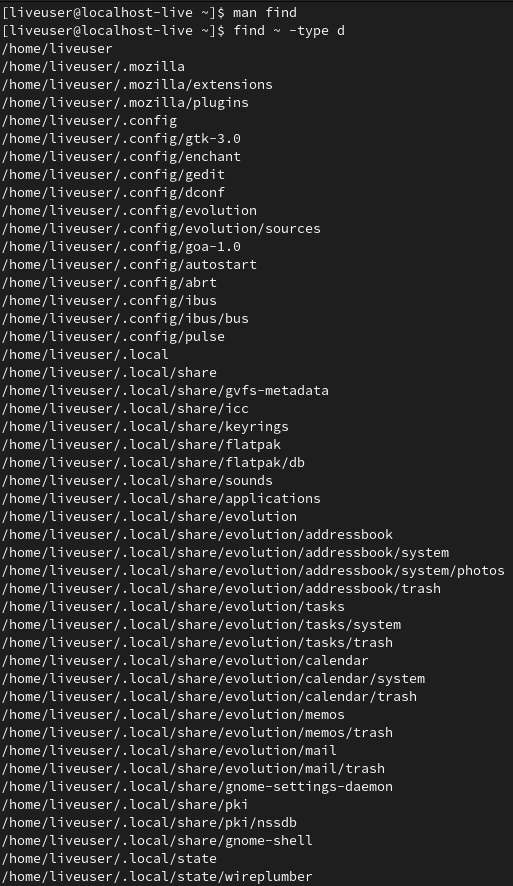 [liveuser@localhost-live ~]$ man find
[liveuser@localhost-live ~]$ find ~ -type d
/home/liveuser
/home/liveuser/.mozilla
/home/liveuser/.mozilla/extensions
/home/liveuser/.mozilla/plugins
/home/liveuser/.config
/home/liveuser/.config/gtk-3.0
/home/liveuser/.config/enchant
/home/liveuser/.config/gedit
/home/liveuser/.config/dconf
/home/liveuser/.config/evolution
/home/liveuser/.config/evolution/sources
/home/liveuser/.config/goa-1.0
/home/liveuser/.config/autostart
/home/liveuser/.config/abrt
/home/liveuser/.config/ibus
/home/liveuser/.config/ibus/bus
/home/liveuser/.config/pulse
/home/liveuser/.local
/home/liveuser/.local/share
/home/liveuser/.local/share/gvfs-metadata
/home/liveuser/.local/share/icc
/home/liveuser/.local/share/keyrings
/home/liveuser/.local/share/flatpak
/home/liveuser/.local/share/flatpak/db
/home/liveuser/.local/share/sounds
/home/liveuser/.local/share/applications
/home/liveuser/.local/share/evolution
/home/liveuser/.local/share/evolution/addressbook
/home/liveuser/.local/share/evolution/addressbook/system
/home/liveuser/.local/share/evolution/addressbook/system/photos
/home/liveuser/.local/share/evolution/addressbook/trash
/home/liveuser/.local/share/evolution/tasks
/home/liveuser/.local/share/evolution/tasks/system
/home/liveuser/.local/share/evolution/tasks/trash
/home/liveuser/.local/share/evolution/calendar
/home/liveuser/.local/share/evolution/calendar/system
/home/liveuser/.local/share/evolution/calendar/trash
/home/liveuser/.local/share/evolution/memos
/home/liveuser/.local/share/evolution/memos/trash
/home/liveuser/.local/share/evolution/mail
/home/liveuser/.local/share/evolution/mail/trash
/home/liveuser/.local/share/gnome-settings-daemon
/home/liveuser/.local/share/pki
/home/liveuser/.local/share/pki/nssdb
/home/liveuser/.local/share/gnome-shell
/home/liveuser/.local/state
/home/liveuser/.local/state/wireplumber